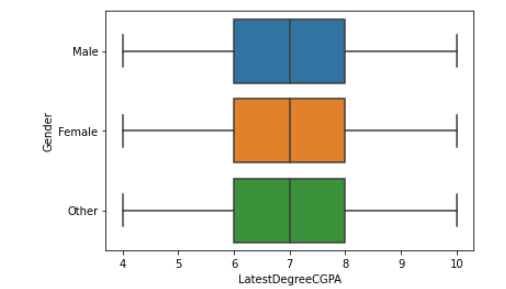 Male
Female
Other
Gender
4 5 6 7 8 9 10
LatestDegreeCGPA